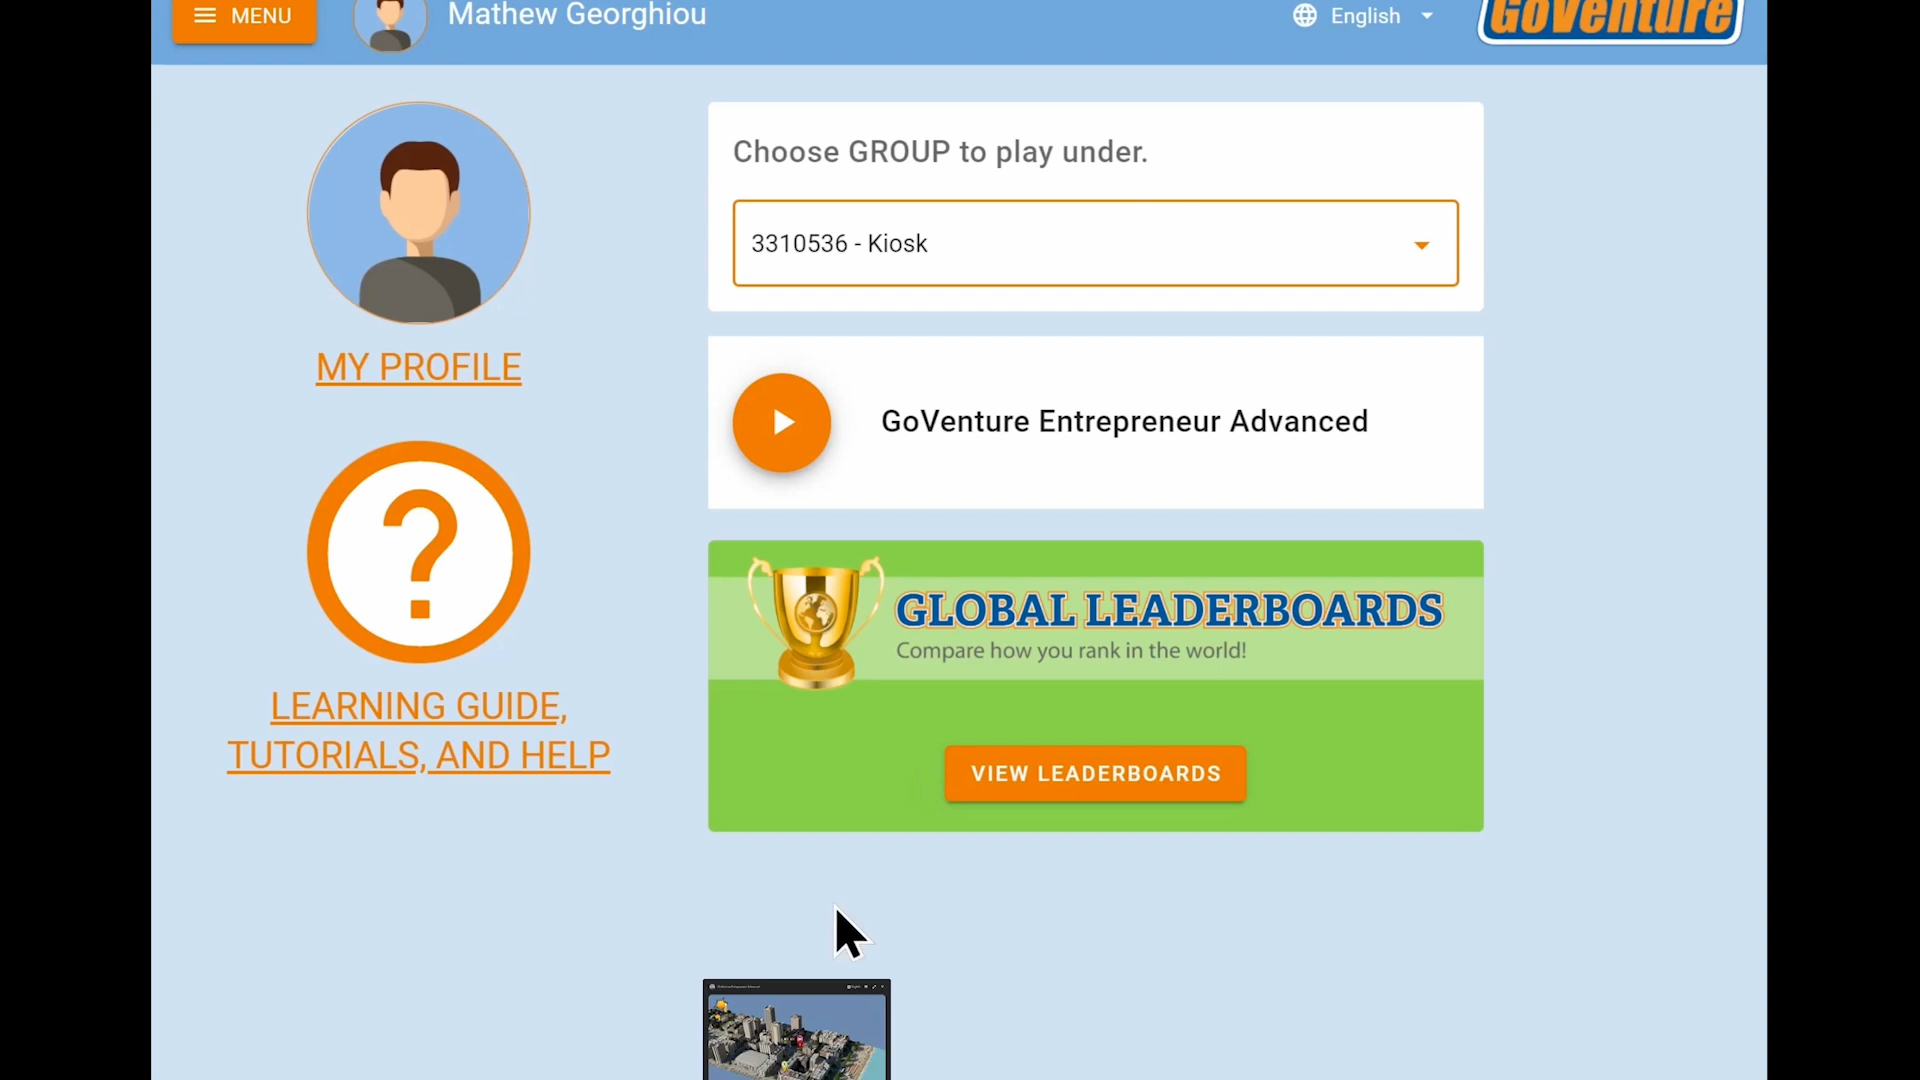 MENU
Mathew Georghiou
English
GoVenture
Choose GROUP to play under.
3310536 - Kiosk
MY PROFILE
GoVenture Entrepreneur Advanced
GLOBAL LEADERBOARDS
Compare how you rank in the world!
LEARNING GUIDE,
TUTORIALS, AND HELP
VIEW LEADERBOARDS